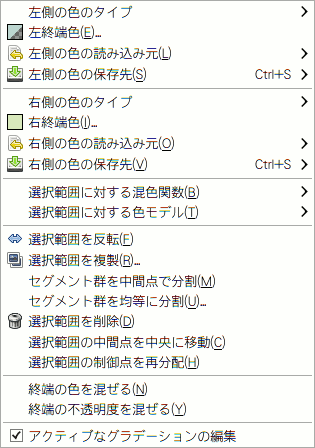 左側の色のタイプ
左終端色(E)...
左側の色の読み込み元(L)
左側の色の保存先(S) Ctrl+S
右側の色のタイプ
右終端色(I)...
右側の色の読み込み元(O)
右側の色の保存先(V) Ctrl+S
選択範囲に対する混色関数(B)
選択範囲に対する色モデル(T)
選択範囲を反転(F)
選択範囲を複製(R)...
セグメント群を中間点で分割(M)
セグメント群を均等に分割(U)...
選択範囲を削除(D)
選択範囲の中間点を中央に移動(C)
選択範囲の制御点を再分配(H)
終端の色を混ぜる(N)
終端の不透明度を混ぜる(Y)
アクティブなグラデーションの編集